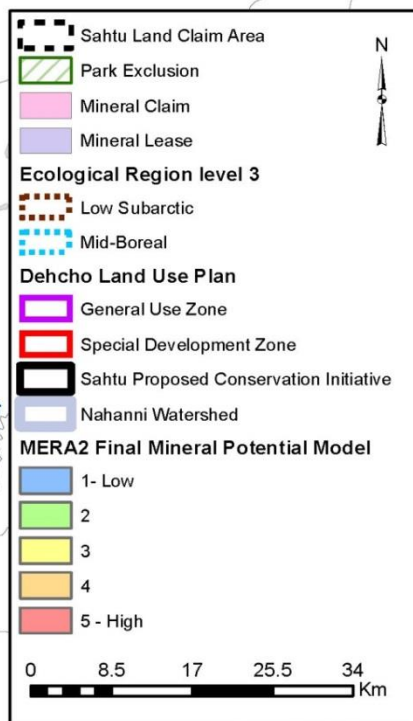 Sahtu Land Claim Area
N
Park Exclusion
Mineral Claim
Mineral Lease
Ecological Region level 3
Low Subarctic
Mid-Boreal
Dehcho Land Use Plan
General Use Zone
Special Development Zone
Sahtu Proposed Conservation Initiative
Nahanni Watershed
MERA2 Final Mineral Potential Model
1- Low
2
3
4
5 - High
0 8.5 17 25.5 34
Km